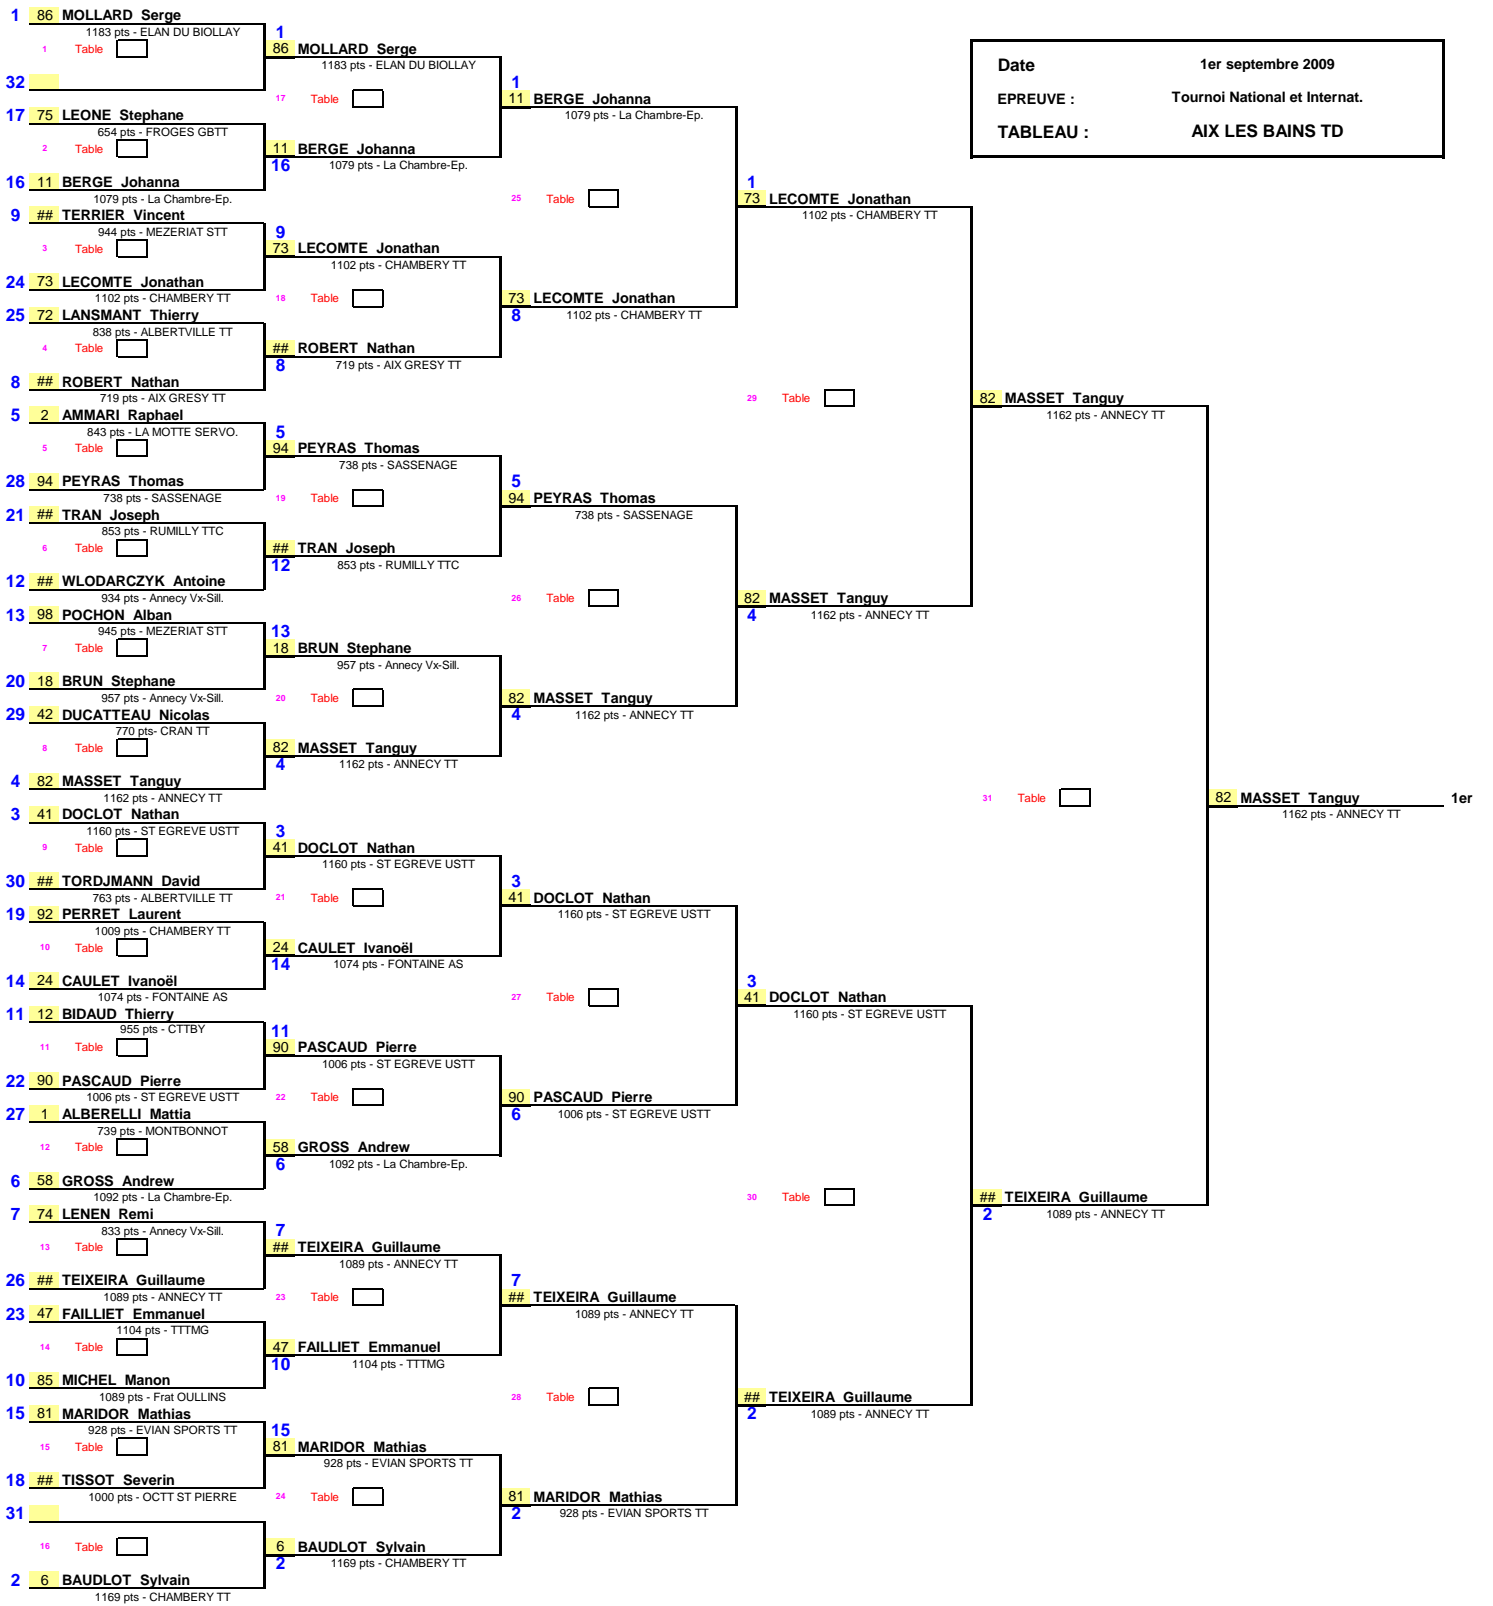 Date 1er septembre 2009
EPREUVE : Tournoi National et Internat.
TABLEAU : AIX LES BAINS TD
1 86 MOLLARD Serge
1183 pts - ELAN DU BIOLLAY
1 Table
32
17 75 LEONE Stephane
654 pts - FROGES GBTT
2 Table
16 11 BERGE Johanna
1079 pts - La Chambre-Ep.
9 ## TERRIER Vincent
944 pts - MEZERIAT STT
3 Table
24 73 LECOMTE Jonathan
1102 pts - CHAMBERY TT
25 72 LANSMANT Thierry
838 pts - ALBERTVILLE TT
4 Table
8 ## ROBERT Nathan
719 pts - AIX GRESY TT
5 2 AMMARI Raphael
843 pts - LA MOTTE SERVO.
5 Table
28 94 PEYRAS Thomas
738 pts - SASSENAGE
21 ## TRAN Joseph
853 pts - RUMILLY TTC
6 Table
12 ## WLODARCZYK Antoine
934 pts - Annecy Vx-Sill.
13 98 POCHON Alban
945 pts - MEZERIAT STT
7 Table
20 18 BRUN Stephane
957 pts - Annecy Vx-Sill.
29 42 DUCATTEAU Nicolas
770 pts- CRAN TT
8 Table
4 82 MASSET Tanguy
1162 pts - ANNECY TT
3 41 DOCLOT Nathan
1160 pts - ST EGREVE USTT
9 Table
30 ## TORDJMANN David
763 pts - ALBERTVILLE TT
19 92 PERRET Laurent
1009 pts - CHAMBERY TT
10 Table
14 24 CAULET Ivanoël
1074 pts - FONTAINE AS
11 12 BIDAUD Thierry
955 pts - CTTBY
11 Table
22 90 PASCAUD Pierre
1006 pts - ST EGREVE USTT
27 1 ALBERELLI Mattia
739 pts - MONTBONNOT
12 Table
6 58 GROSS Andrew
1092 pts - La Chambre-Ep.
7 74 LENEN Remi
833 pts - Annecy Vx-Sill.
13 Table
26 ## TEIXEIRA Guillaume
1089 pts - ANNECY TT
23 47 FAILLIET Emmanuel
1104 pts - TTTMG
14 Table
10 85 MICHEL Manon
1089 pts - Frat OULLINS
15 81 MARIDOR Mathias
928 pts - EVIAN SPORTS TT
15 Table
18 ## TISSOT Severin
1000 pts - OCTT ST PIERRE
31
16 Table
2 6 BAUDLOT Sylvain
1169 pts - CHAMBERY TT
1
86 MOLLARD Serge
1183 pts - ELAN DU BIOLLAY
17 Table
11 BERGE Johanna
16 1079 pts - La Chambre-Ep.
9
73 LECOMTE Jonathan
1102 pts - CHAMBERY TT
18 Table
## ROBERT Nathan
8 719 pts - AIX GRESY TT
5
94 PEYRAS Thomas
738 pts - SASSENAGE
19 Table
## TRAN Joseph
12 853 pts - RUMILLY TTC
13
18 BRUN Stephane
957 pts - Annecy Vx-Sill.
20 Table
82 MASSET Tanguy
4 1162 pts - ANNECY TT
3
41 DOCLOT Nathan
1160 pts - ST EGREVE USTT
21 Table
24 CAULET Ivanoël
14 1074 pts - FONTAINE AS
11
90 PASCAUD Pierre
1006 pts - ST EGREVE USTT
22 Table
58 GROSS Andrew
6 1092 pts - La Chambre-Ep.
7
## TEIXEIRA Guillaume
1089 pts - ANNECY TT
23 Table
47 FAILLIET Emmanuel
10 1104 pts - TTTMG
15
81 MARIDOR Mathias
928 pts - EVIAN SPORTS TT
24 Table
6 BAUDLOT Sylvain
2 1169 pts - CHAMBERY TT
1
11 BERGE Johanna
1079 pts - La Chambre-Ep.
25 Table
73 LECOMTE Jonathan
8 1102 pts - CHAMBERY TT
5
94 PEYRAS Thomas
738 pts - SASSENAGE
26 Table
82 MASSET Tanguy
4 1162 pts - ANNECY TT
3
41 DOCLOT Nathan
1160 pts - ST EGREVE USTT
27 Table
90 PASCAUD Pierre
6 1006 pts - ST EGREVE USTT
7
## TEIXEIRA Guillaume
1089 pts - ANNECY TT
28 Table
81 MARIDOR Mathias
2 928 pts - EVIAN SPORTS TT
1
73 LECOMTE Jonathan
1102 pts - CHAMBERY TT
29 Table
82 MASSET Tanguy
4 1162 pts - ANNECY TT
3
41 DOCLOT Nathan
1160 pts - ST EGREVE USTT
30 Table
## TEIXEIRA Guillaume
2 1089 pts - ANNECY TT
82 MASSET Tanguy
1162 pts - ANNECY TT
31 Table
## TEIXEIRA Guillaume
2 1089 pts - ANNECY TT
82 MASSET Tanguy 1er
1162 pts - ANNECY TT